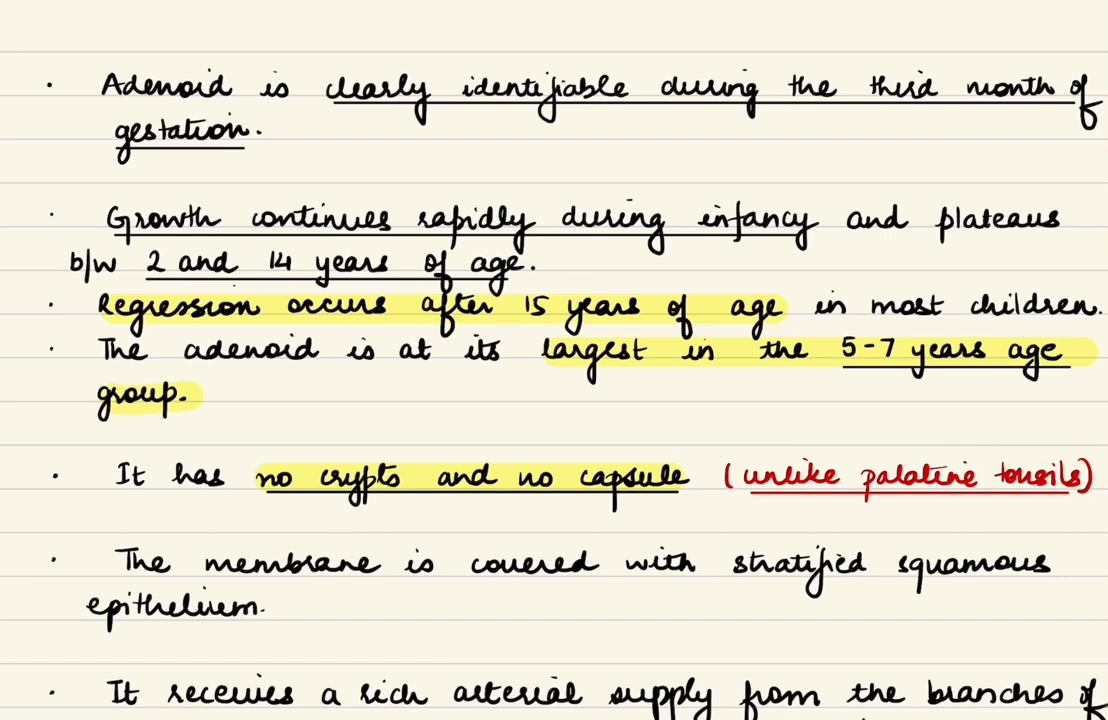 · Adenoid is clearly identifiable during the third month of
gestation.
· Growth continues rapidly during infancy and plateaus
b/w 2 and 14 years of age.
· Regression occurs after 15 years of age in most children.
· The adenoid is at its largest in the 5-7 years age
group.
· It has no crypts and no capsule (unlike palatine tonsils)
· The membrane is covered with stratified squamous
epithelium.
· It receives a rich arterial supply from the branches of